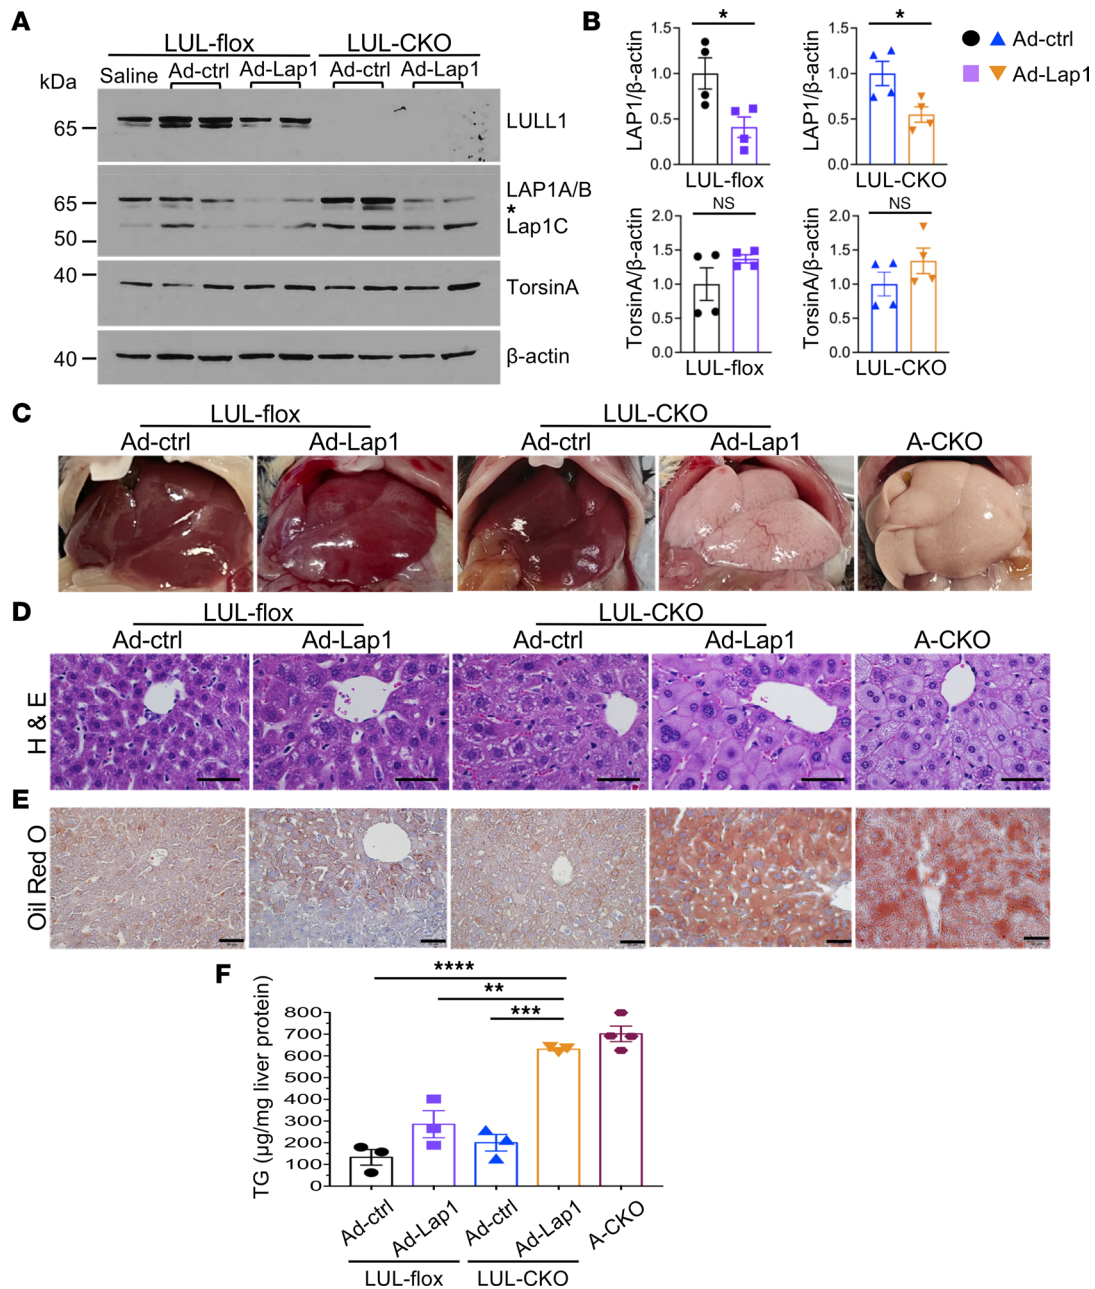 A
LUL-flox LUL-CKO
kDa Saline Ad-ctrl Ad-Lap1 Ad-ctrl Ad-Lap1
65 LULL1
65 LAP1A/B
*
50 Lap1C
40 TorsinA
40 β-actin
B
* *
LAP1/β-actin 1.5 1.0 0.5 0.0 LUL-flox
LAP1/β-actin 1.5 1.0 0.5 0.0 LUL-CKO
Ad-ctrl
Ad-Lap1
NS NS
TorsinA/β-actin 2.0 1.5 1.0 0.5 0.0 LUL-flox
TorsinA/β-actin 2.0 1.5 1.0 0.5 0.0 LUL-CKO
C
LUL-flox LUL-CKO
Ad-ctrl Ad-Lap1 Ad-ctrl Ad-Lap1 A-CKO
D
LUL-flox LUL-CKO
Ad-ctrl Ad-Lap1 Ad-ctrl Ad-Lap1 A-CKO
H & E
E
Oil Red O
F
****
**
***
TG (μg/mg liver protein)
800
700
600
500
400
300
200
100
0
Ad-ctrl Ad-Lap1 Ad-ctrl Ad-Lap1 A-CKO
LUL-flox LUL-CKO